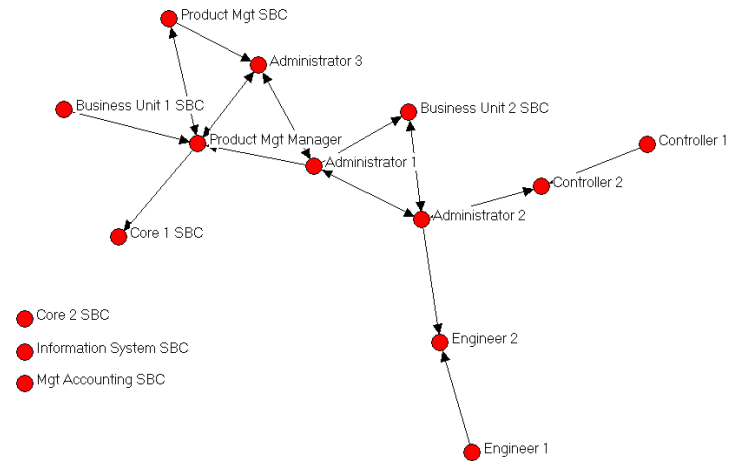 Product Mgt SBC
Administrator 3
Business Unit 1 SBC
Business Unit 2 SBC
Product Mgt Manager
Controller 1
Administrator 1
Controller 2
Administrator 2
Core 1 SBC
Core 2 SBC
Engineer 2
Information System SBC
Mgt Accounting SBC
Engineer 1